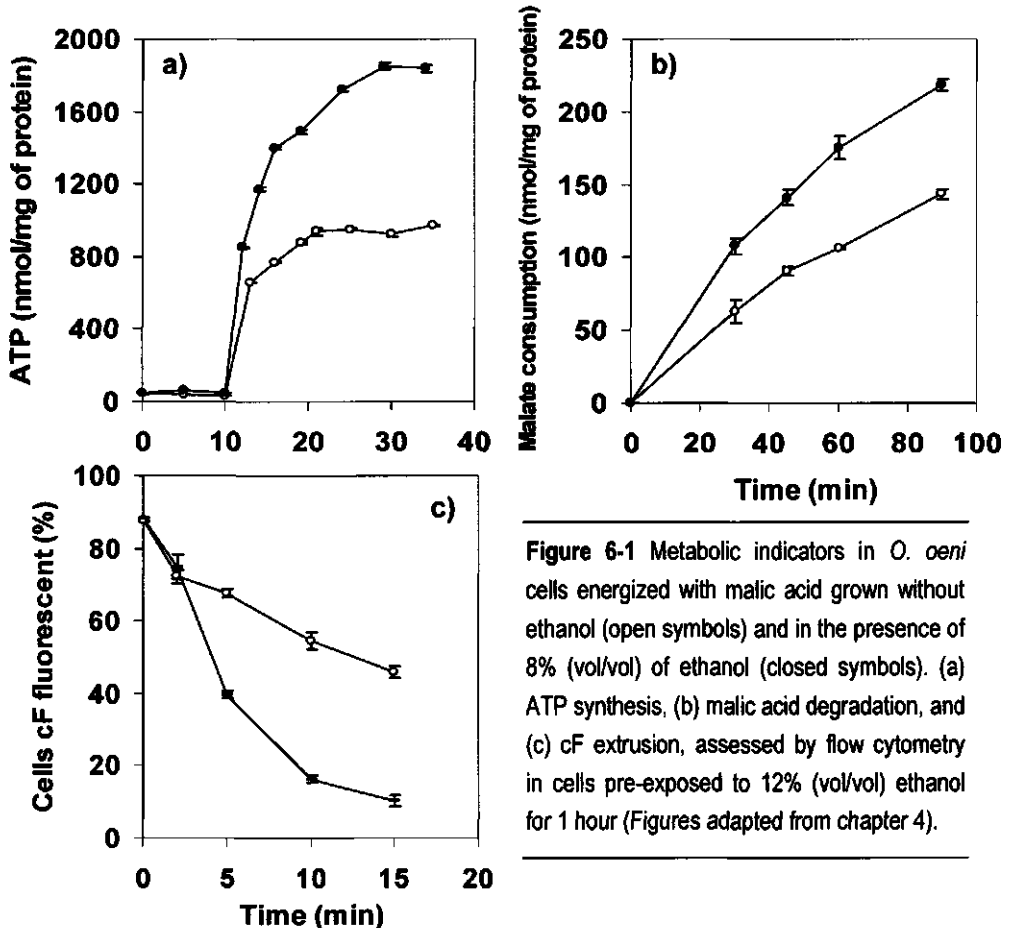 a)
2000
1600
1200
800
400
0
ATP (nmol/mg of protein)
0 10 20 30 40
b)
250
200
150
100
50
0
Malate consumption (nmol/mg of protein)
0 20 40 60 80 100
Time (min)
c)
100
80
60
40
20
0
Cells cF fluorescent (%)
0 5 10 15 20
Time (min)
Figure 6-1 Metabolic indicators in O. oeni
cells energized with malic acid grown without
ethanol (open symbols) and in the presence of
8% (vol/vol) of ethanol (closed symbols). (a)
ATP synthesis, (b) malic acid degradation, and
(c) cF extrusion, assessed by flow cytometry
in cells pre-exposed to 12% (vol/vol) ethanol
for 1 hour (Figures adapted from chapter 4).